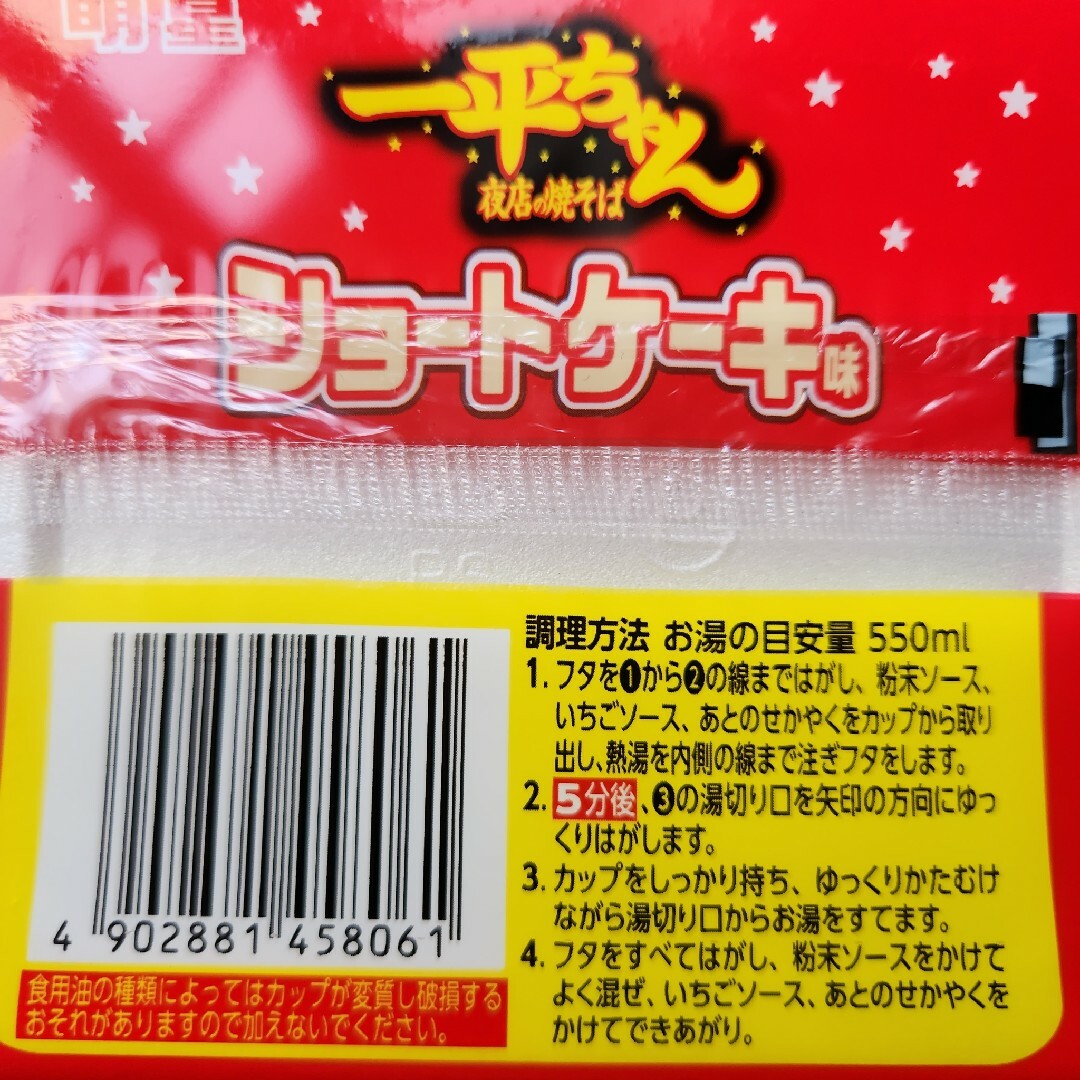 明星
一平ちゃん
夜店の焼そば
ショートケーキ味
調理方法 お湯の目安量 550ml
1. フタを❶から❷の線まではがし、粉末ソース、
いちごソース、あとのせかやくをカップから取り
出し、熱湯を内側の線まで注ぎフタをします。
2. 5分後、❸の湯切り口を矢印の方向にゆっ
くりはがします。
3. カップをしっかり持ち、ゆっくりかたむけ
ながら湯切り口からお湯をすてます。
4. フタをすべてはがし、粉末ソースをかけて
よく混ぜ、いちごソース、あとのせかやくを
かけてできあがり。
4 902881 458061
食用油の種類によってはカップが変質し破損する
おそれがありますので加えないでください。